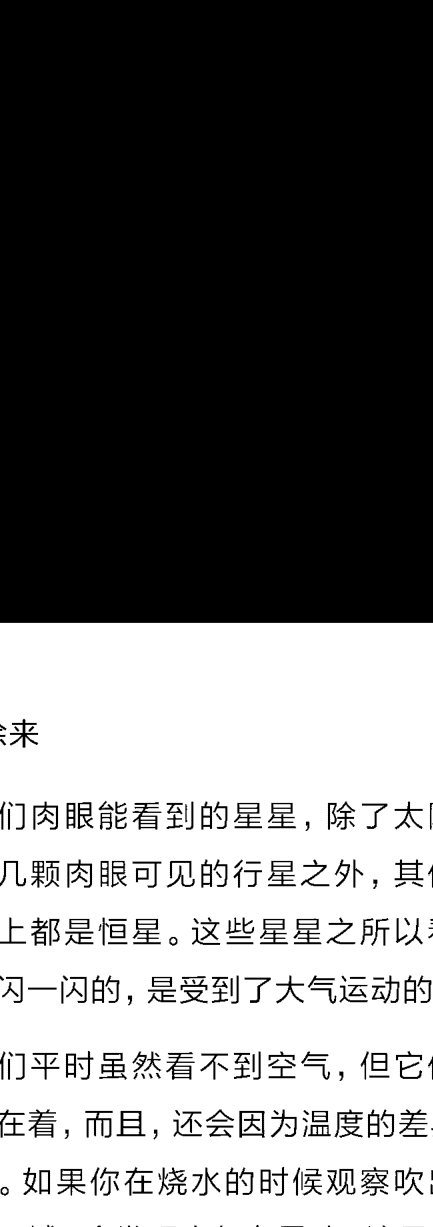 来
们肉眼能看到的星星，除了太
几颗肉眼可见的行星之外，其
上都是恒星。这些星星之所以
闪一闪的，是受到了大气运动的
们平时虽然看不到空气，但它
在着，而且，还会因为温度的差
。如果你在烧水的时候观察吹